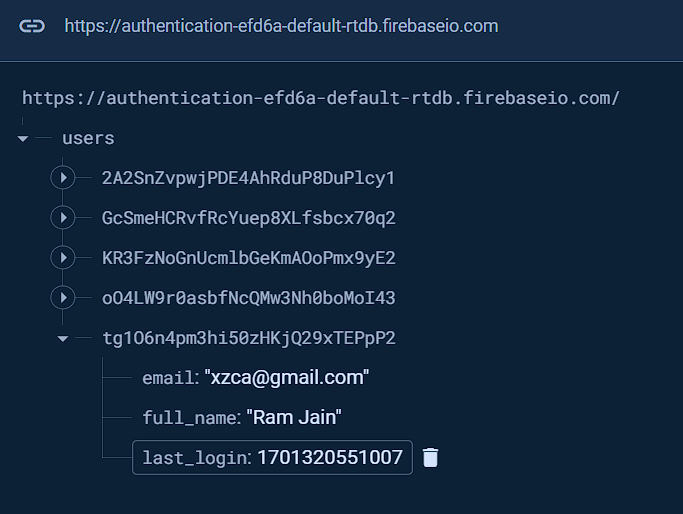 https://authentication-efd6a-default-rtdb.firebaseio.com
https://authentication-efd6a-default-rtdb.firebaseio.com/
users
2A2SnZvpwjPDE4AhRduP8DuPlcy1
GcSmeHCRvfRcYuep8XLfsbcx70q2
KR3FzNoGnUcmlbGeKmAOoPmx9yE2
oO4LW9r0asbfNcQMw3Nh0boMoI43
tg1O6n4pm3hi50zHKjQ29xTEPpP2
email: "xzca@gmail.com"
full_name: "Ram Jain"
last_login: 1701320551007